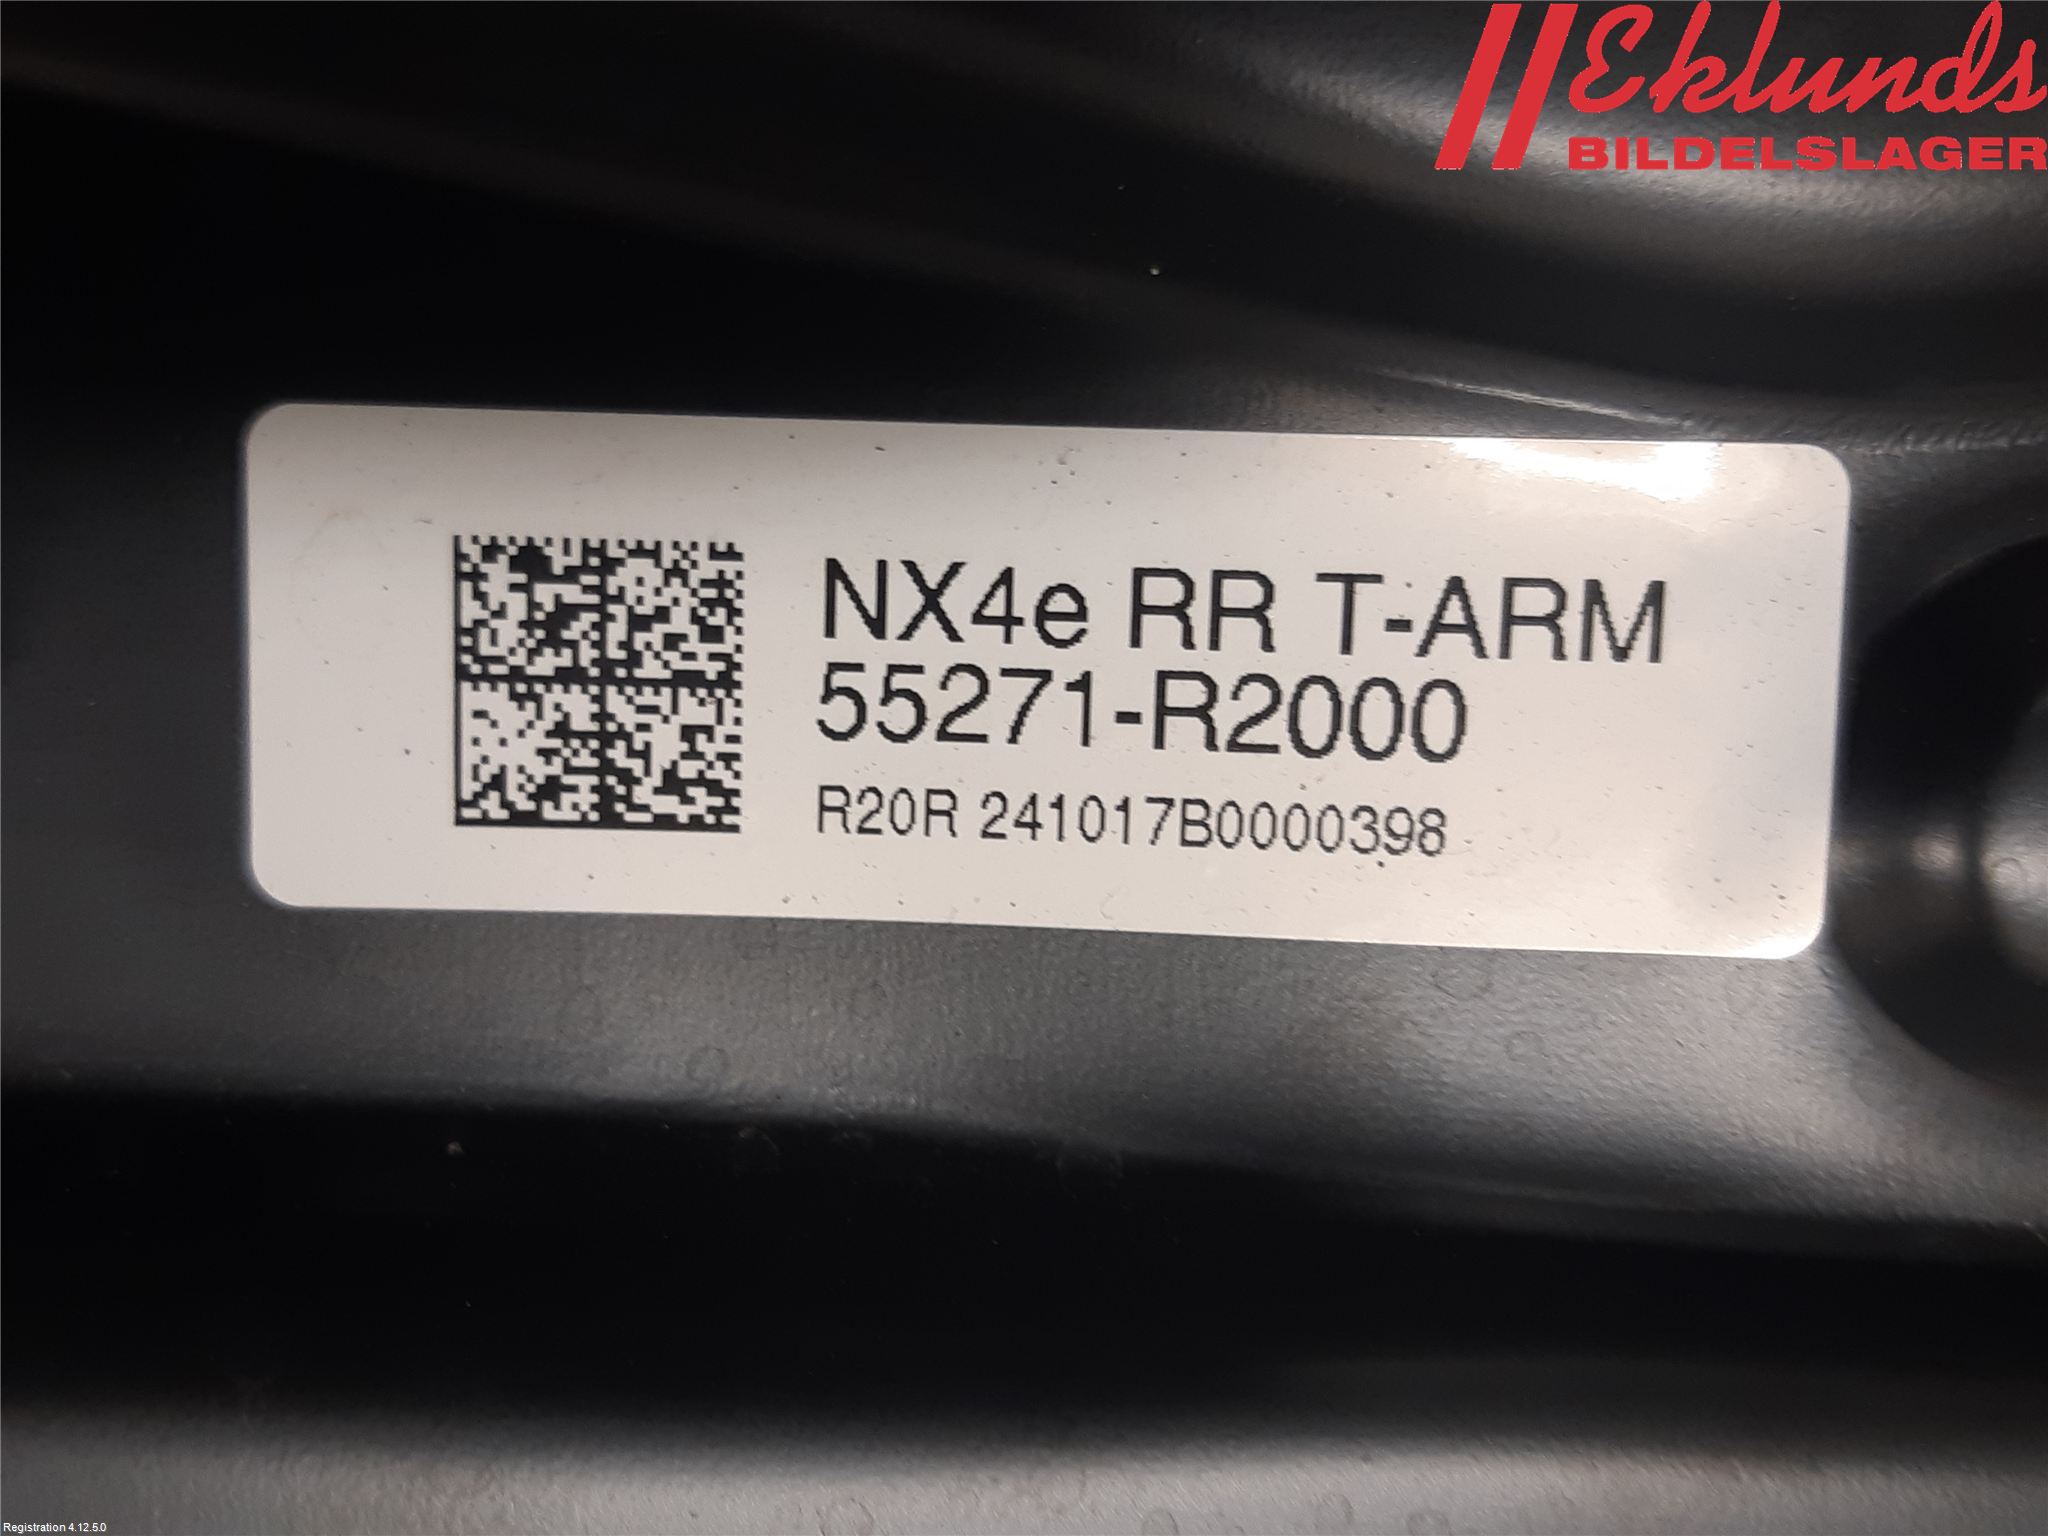 Eklunds
BILDELSLAGER
NX4e RR T-ARM
55271-R2000
R20R 241017B0000398
Registration 4.12.5.0